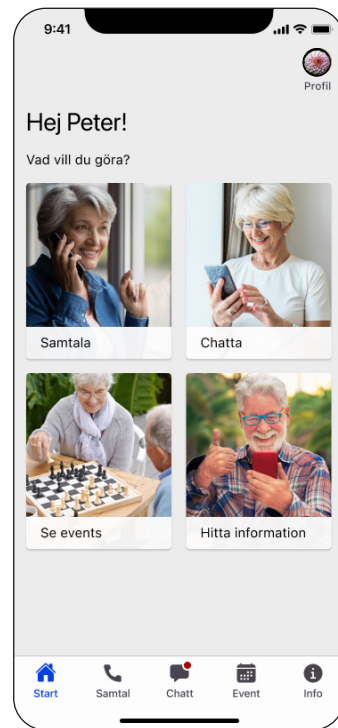 9:41
Profil
Hej Peter!
Vad vill du göra?
Samtala
Chatta
Se events
Hitta information
Start
Samtal
Chatt
Event
Info